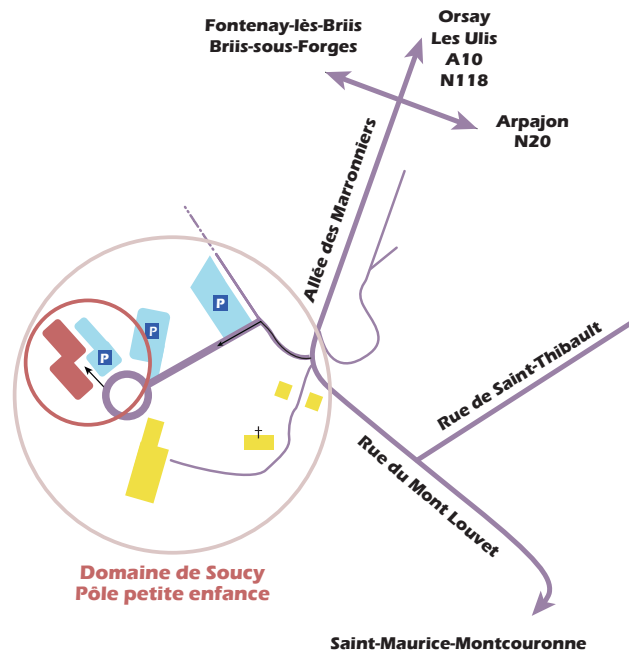 Fontenay-lès-Briis
Briis-sous-Forges
Orsay
Les Ulis
A10
N118
Arpajon
N20
Allée des Marronniers
P
P
P
Rue de Saint-Thibault
Rue du Mont Louvet
Domaine de Soucy
Pôle petite enfance
Saint-Maurice-Montcouronne